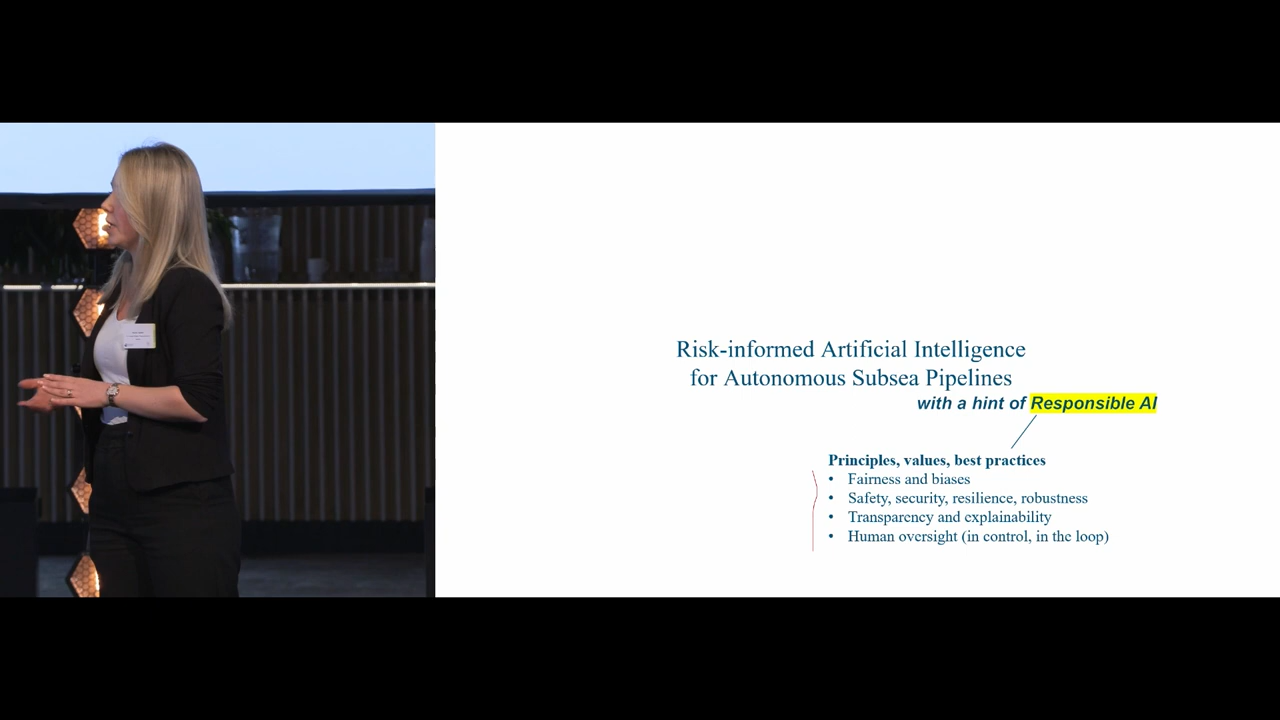 Risk-informed Artificial Intelligence
for Autonomous Subsea Pipelines
with a hint of Responsible AI
Principles, values, best practices
• Fairness and biases
• Safety, security, resilience, robustness
• Transparency and explainability
• Human oversight (in control, in the loop)